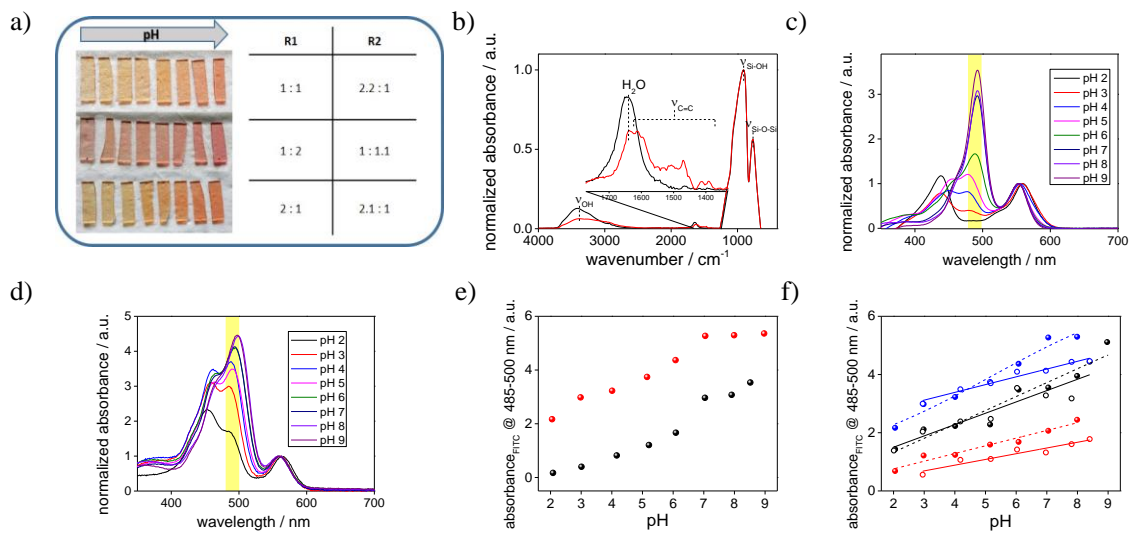 a)
pH
R1 R2
1 : 1 2.2 : 1
1 : 2 1 : 1.1
2 : 1 2.1 : 1
b)
normalized absorbance / a.u.
1.0
0.5
0.0
H2O
νC=C
νSi-OH
νSi-O-Si
νOH
1700 1600 1500 1400
4000 3000 2000 1000
wavenumber / cm-1
c)
normalized absorbance / a.u.
3
2
1
0
pH 2
pH 3
pH 4
pH 5
pH 6
pH 7
pH 8
pH 9
400 500 600 700
wavelength / nm
d)
normalized absorbance / a.u.
5
4
3
2
1
0
pH 2
pH 3
pH 4
pH 5
pH 6
pH 7
pH 8
pH 9
400 500 600 700
wavelength / nm
e)
absorbanceFITC @ 485-500 nm / a.u.
6
4
2
0
2 3 4 5 6 7 8 9
pH
f)
absorbanceFITC @ 485-500 nm / a.u.
6
4
2
0
2 3 4 5 6 7 8 9
pH